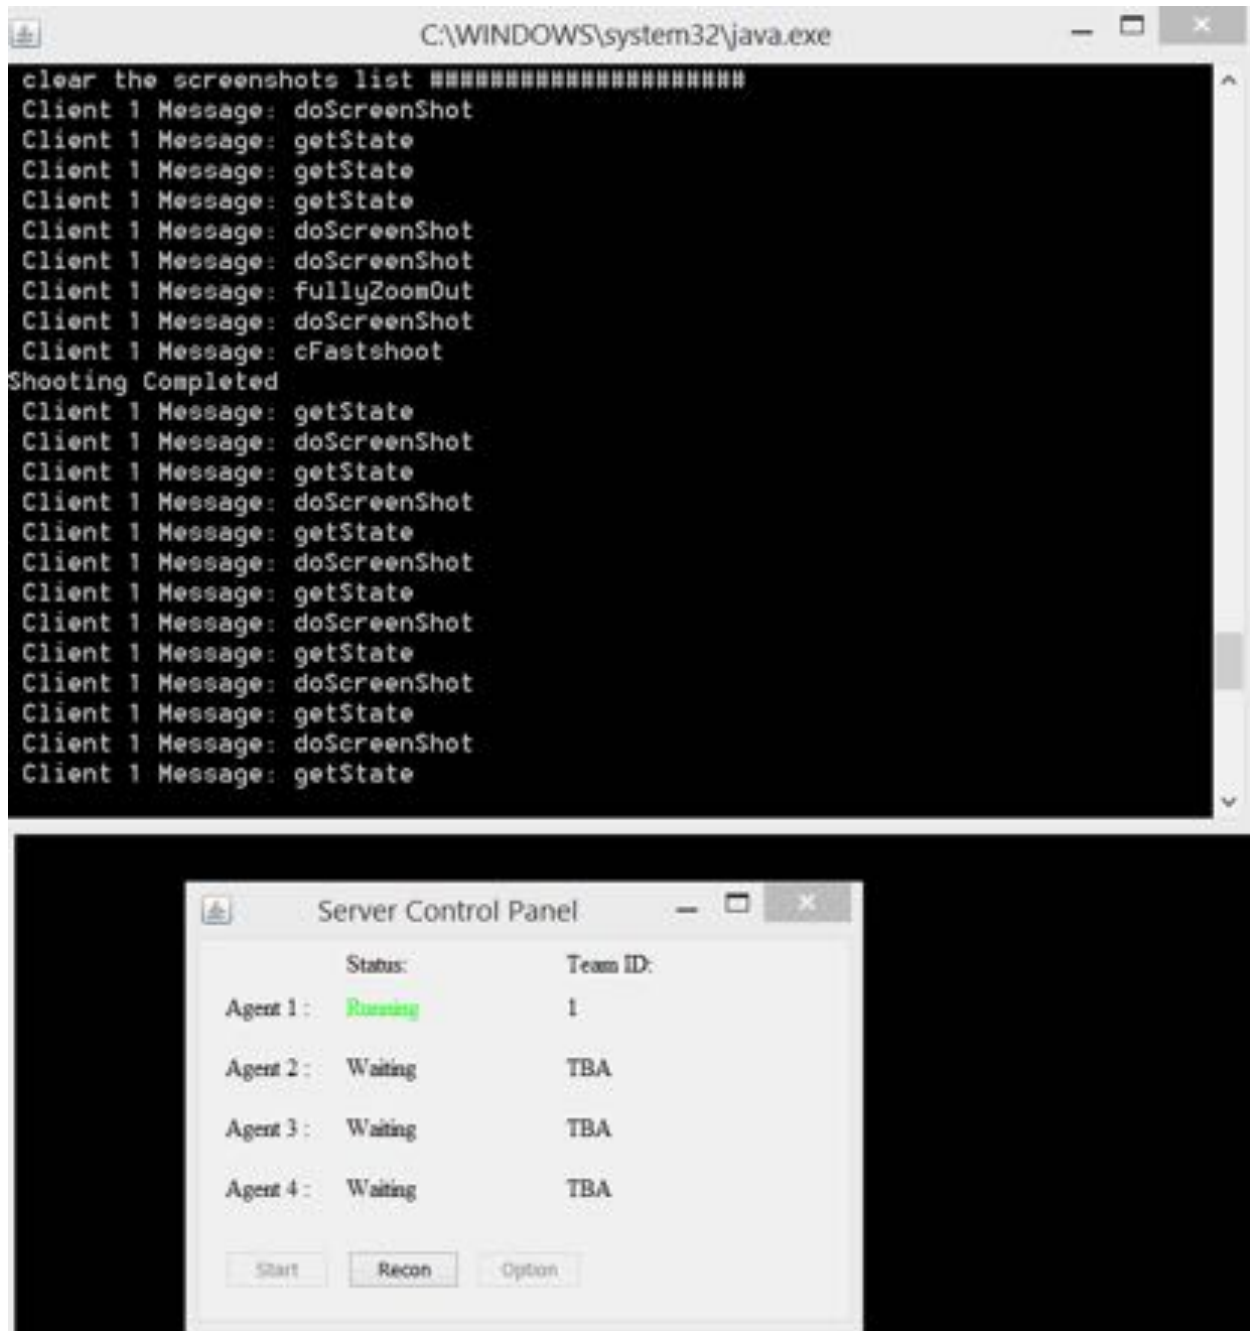 C:\WINDOWS\system32\java.exe
clear the screenshots list #####################
Client 1 Message: doScreenShot
Client 1 Message: getState
Client 1 Message: getState
Client 1 Message: getState
Client 1 Message: doScreenShot
Client 1 Message: doScreenShot
Client 1 Message: fullyZoomOut
Client 1 Message: doScreenShot
Client 1 Message: cFastshoot
Shooting Completed
Client 1 Message: getState
Client 1 Message: doScreenShot
Client 1 Message: getState
Client 1 Message: doScreenShot
Client 1 Message: getState
Client 1 Message: doScreenShot
Client 1 Message: getState
Client 1 Message: doScreenShot
Client 1 Message: getState
Client 1 Message: doScreenShot
Client 1 Message: getState
Client 1 Message: doScreenShot
Client 1 Message: getState
Server Control Panel
Status: Team ID:
Agent 1 : Running 1
Agent 2 : Waiting TBA
Agent 3 : Waiting TBA
Agent 4 : Waiting TBA
Start Recon Option